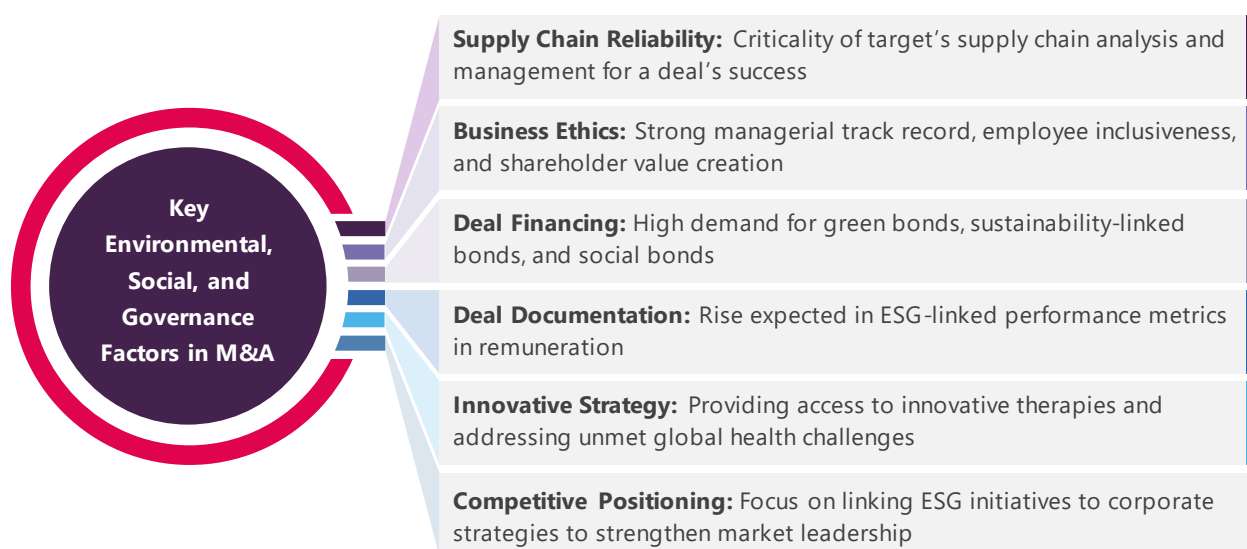 Key
Environmental,
Social, and
Governance
Factors in M&A
Supply Chain Reliability: Criticality of target's supply chain analysis and
management for a deal's success
Business Ethics: Strong managerial track record, employee inclusiveness,
and shareholder value creation
Deal Financing: High demand for green bonds, sustainability-linked
bonds, and social bonds
Deal Documentation: Rise expected in ESG-linked performance metrics
in remuneration
Innovative Strategy: Providing access to innovative therapies and
addressing unmet global health challenges
Competitive Positioning: Focus on linking ESG initiatives to corporate
strategies to strengthen market leadership